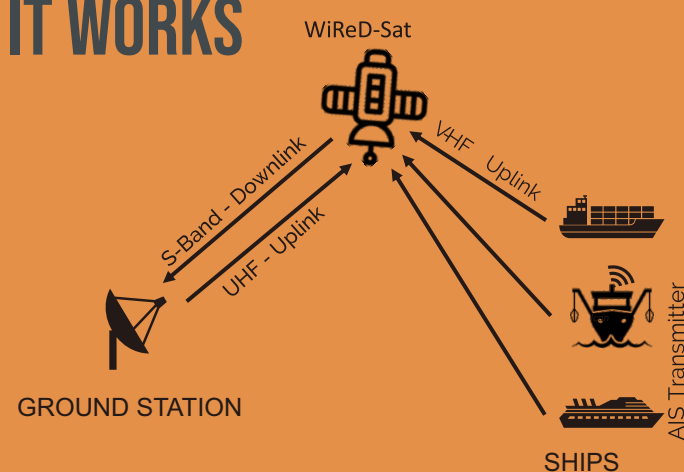 IT WORKS
WiReD-Sat
VHF Uplink
S-Band - Downlink
UHF - Uplink
AIS Transmitter
GROUND STATION
SHIPS